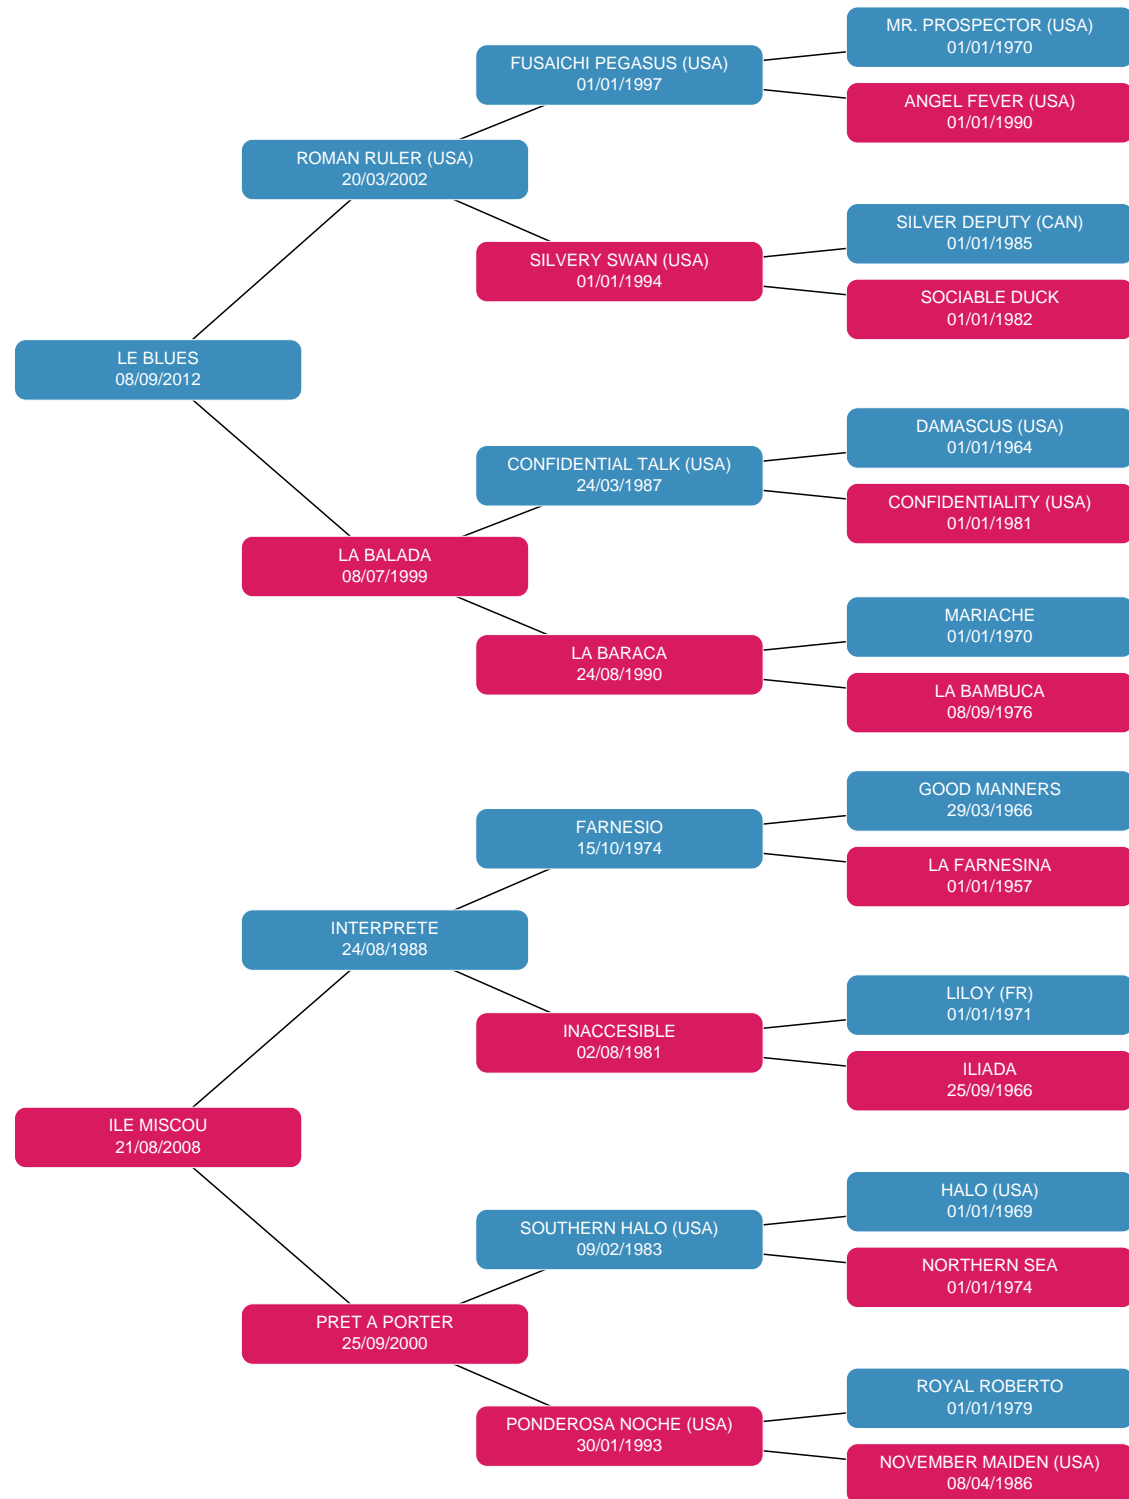 MR. PROSPECTOR (USA)
01/01/1970
FUSAICHI PEGASUS (USA)
01/01/1997
ANGEL FEVER (USA)
01/01/1990
ROMAN RULER (USA)
20/03/2002
SILVER DEPUTY (CAN)
01/01/1985
SILVERY SWAN (USA)
01/01/1994
SOCIABLE DUCK
01/01/1982
LE BLUES
08/09/2012
DAMASCUS (USA)
01/01/1964
CONFIDENTIAL TALK (USA)
24/03/1987
CONFIDENTIALITY (USA)
01/01/1981
LA BALADA
08/07/1999
MARIACHE
01/01/1970
LA BARACA
24/08/1990
LA BAMBUCA
08/09/1976
GOOD MANNERS
29/03/1966
FARNESIO
15/10/1974
LA FARNESINA
01/01/1957
INTERPRETE
24/08/1988
LILOY (FR)
01/01/1971
INACCESIBLE
02/08/1981
ILIADA
25/09/1966
ILE MISCOU
21/08/2008
HALO (USA)
01/01/1969
SOUTHERN HALO (USA)
09/02/1983
NORTHERN SEA
01/01/1974
PRET A PORTER
25/09/2000
ROYAL ROBERTO
01/01/1979
PONDEROSA NOCHE (USA)
30/01/1993
NOVEMBER MAIDEN (USA)
08/04/1986